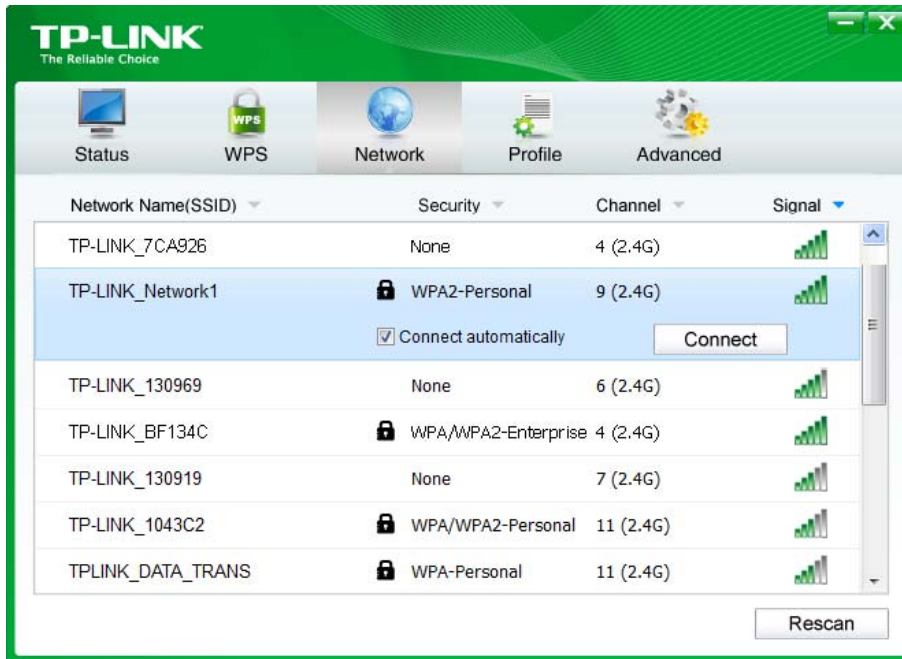 TP-LINK
The Reliable Choice
WPS
Status WPS Network Profile Advanced
Network Name(SSID) Security Channel Signal
TP-LINK_7CA926 None 4 (2.4G)
TP-LINK_Network1 WPA2-Personal 9 (2.4G)
Connect automatically Connect
TP-LINK_130969 None 6 (2.4G)
TP-LINK_BF134C WPA/WPA2-Enterprise 4 (2.4G)
TP-LINK_130919 None 7 (2.4G)
TP-LINK_1043C2 WPA/WPA2-Personal 11 (2.4G)
TPLINK_DATA_TRANS WPA-Personal 11 (2.4G)
Rescan